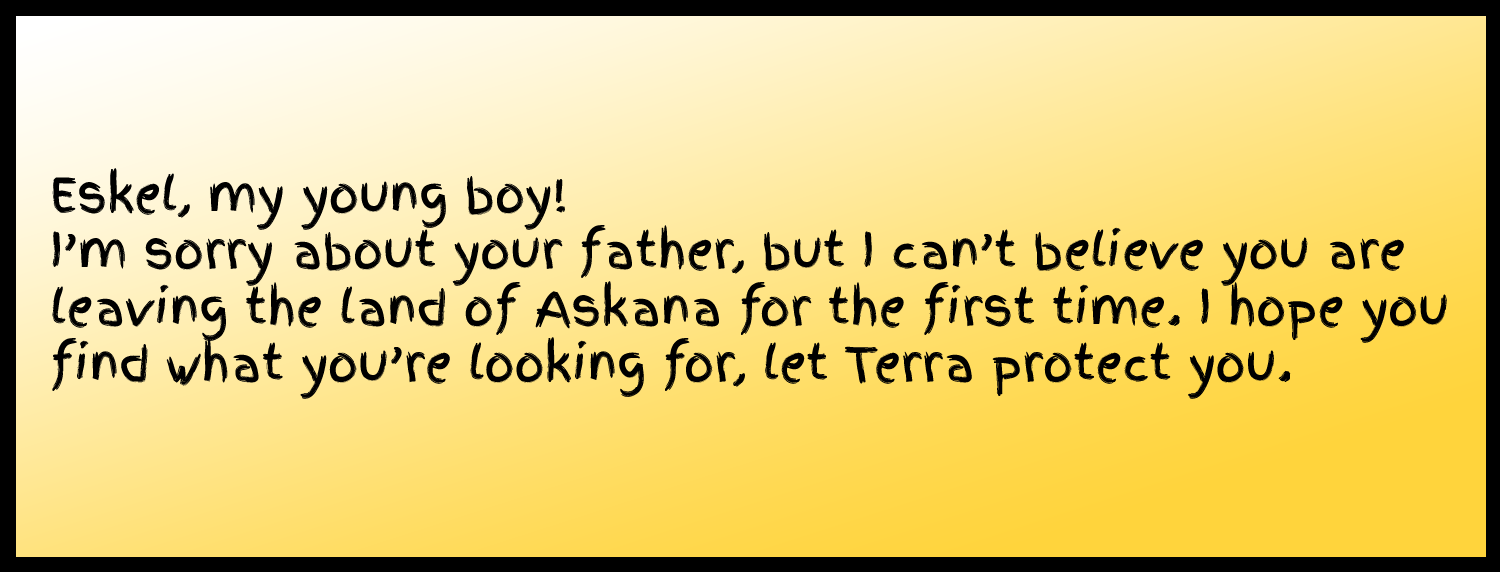 Eskel, my young boy!
I'm sorry about your father, but I can't believe you are
leaving the land of Askana for the first time. I hope you
find what you're looking for, let Terra protect you.